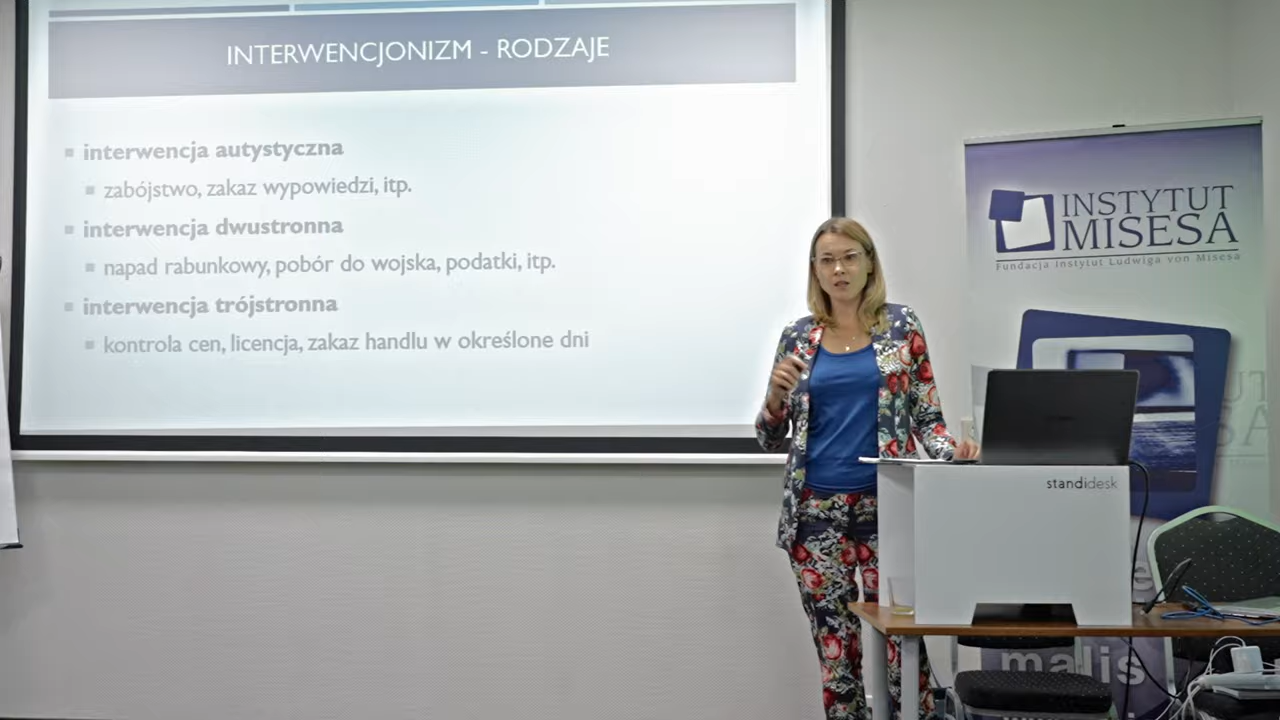 INTERWENCJONIZM - RODZAJE
interwencja autystyczna
zabójstwo, zakaz wypowiedzi, itp.
interwencja dwustronna
napad rabunkowy, pobór do wojska, podatki, itp.
interwencja trójstronna
kontrola cen, licencja, zakaz handlu w określone dni
INSTYTUT
MISESA
Fundacja Instytut Ludwiga von Misesa
standidesk
malis